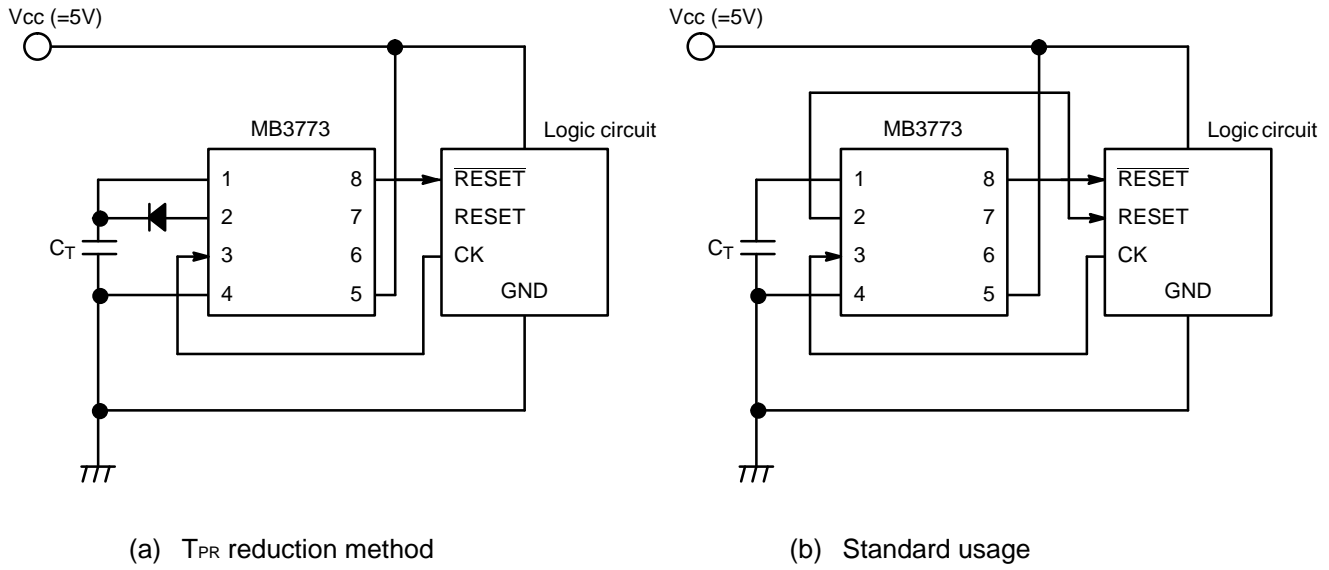 Vcc (=5V)
MB3773
Logic circuit
1 8 RESET
2 7 RESET
CT
3 6 CK
4 5 GND
(a) TPR reduction method
Vcc (=5V)
MB3773
Logic circuit
1 8 RESET
2 7 RESET
CT
3 6 CK
4 5 GND
(b) Standard usage